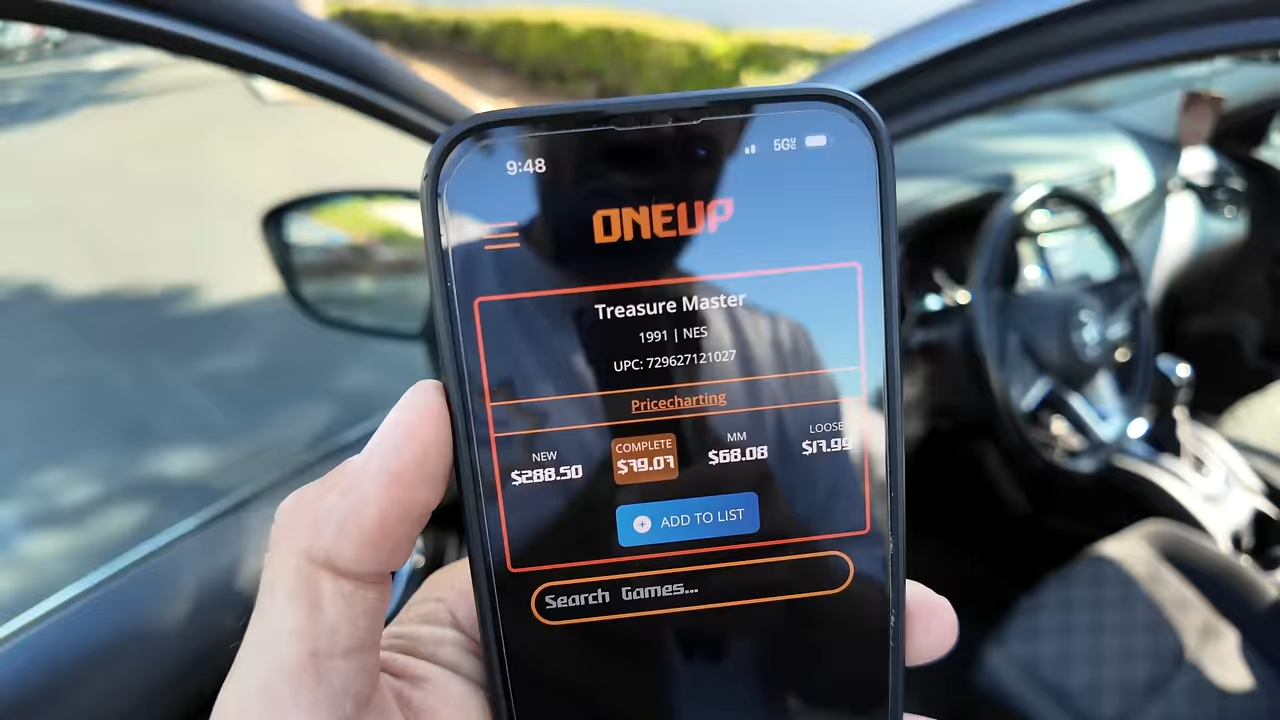 9:48
5G
ONEUP
Treasure Master
1991 | NES
UPC: 729627121027
Pricecharting
NEW COMPLETE MM LOOSE
$288.50 $79.07 $68.08 $17.99
+ ADD TO LIST
Search Games...